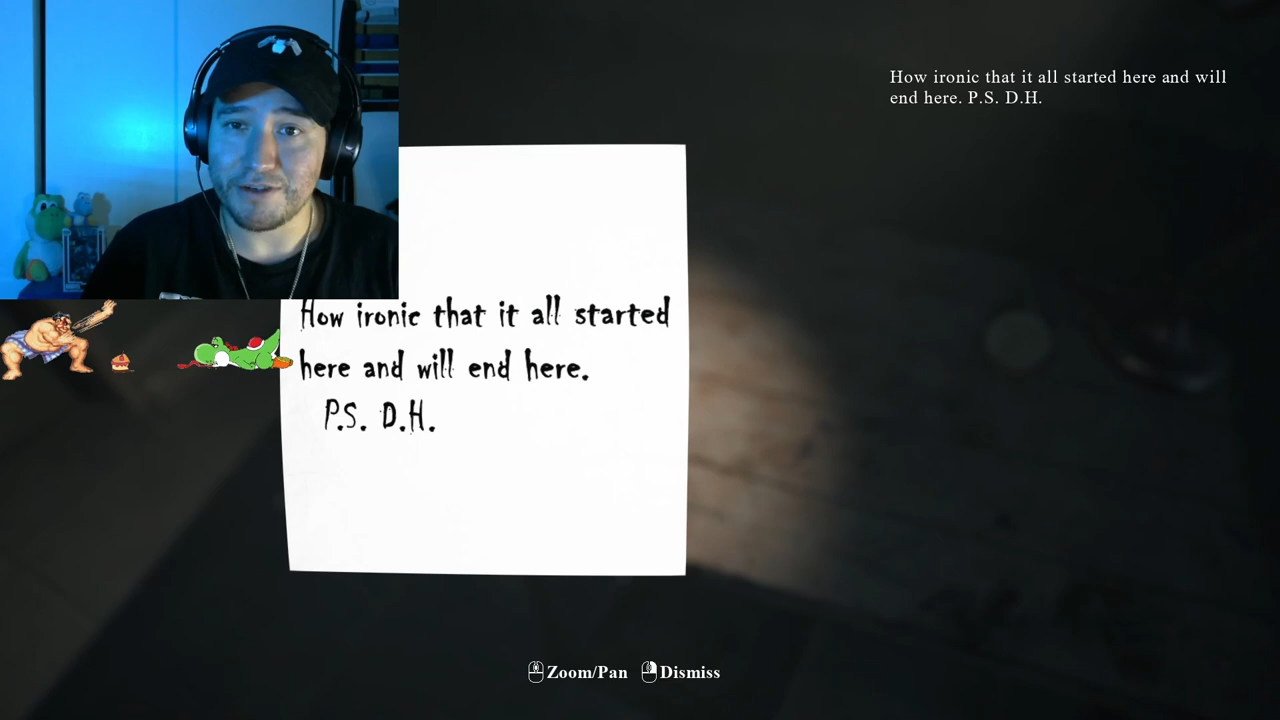 How ironic that it all started here and will
end here. P.S. D.H.
How ironic that it all started
here and will end here.
P.S. D.H.
Zoom/Pan Dismiss